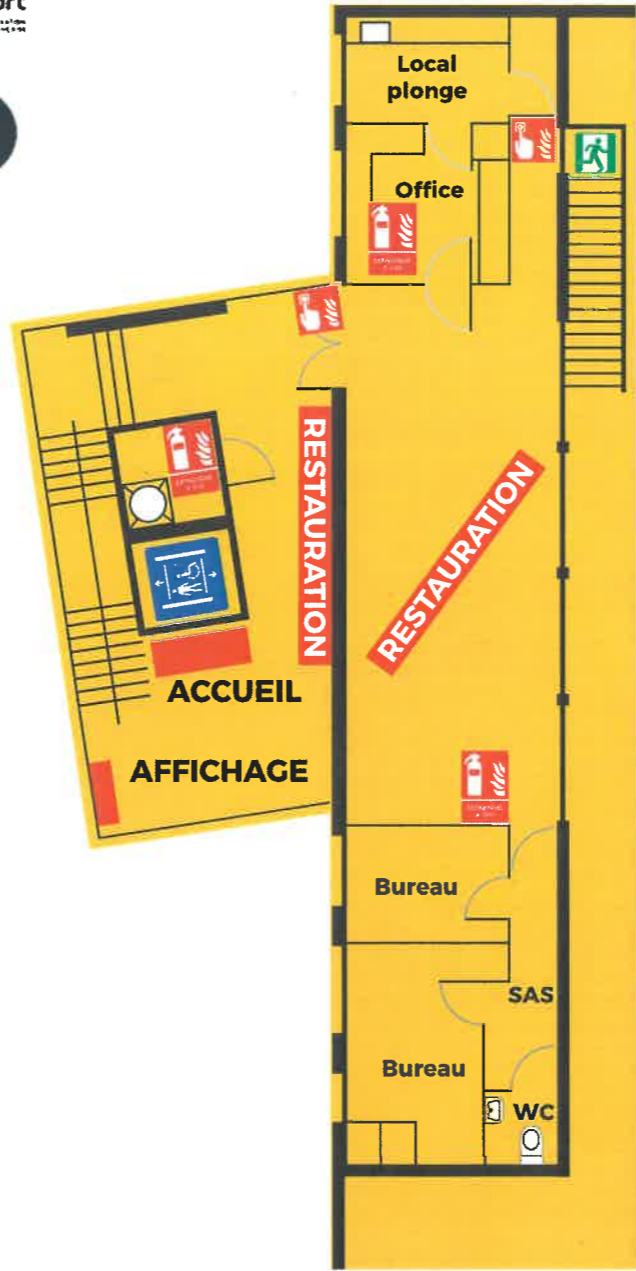 Local
plonge
Office
RESTAURATION
RESTAURATION
ACCUEIL
AFFICHAGE
Bureau
SAS
Bureau
WC